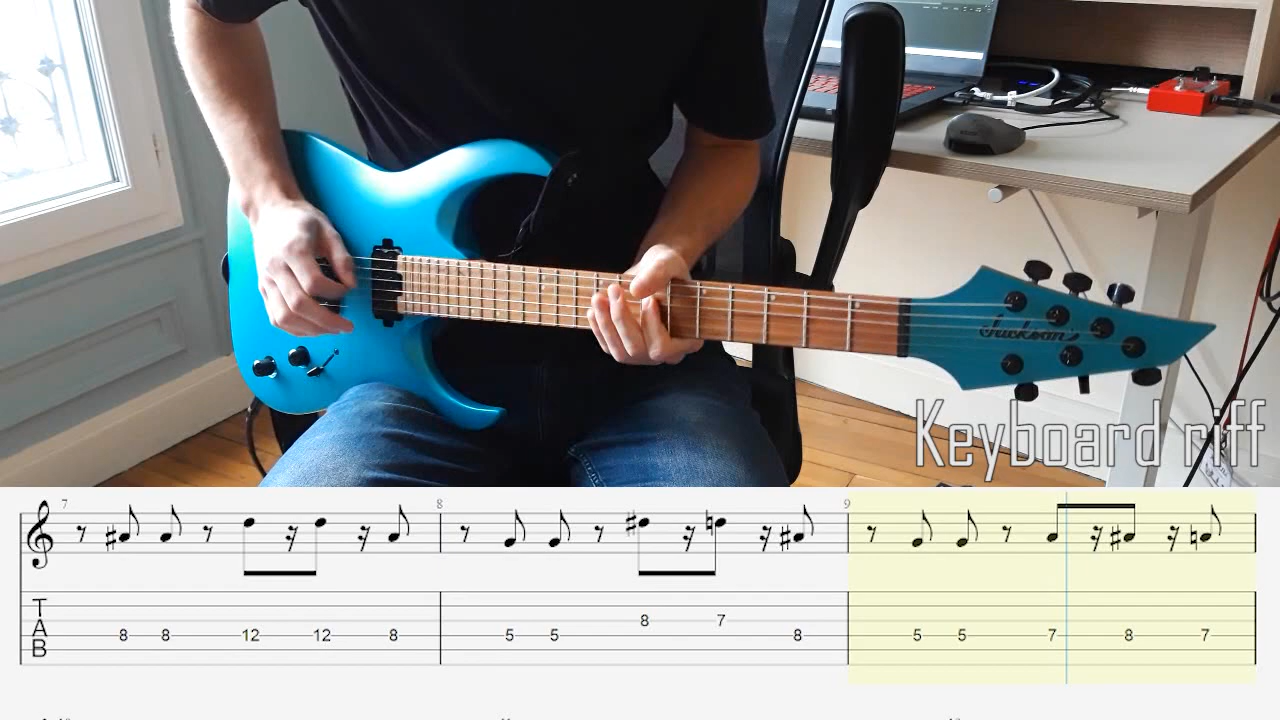 Jackson
Keyboard riff
7 8 9
T
A
B
8 8 12 12 8 5 5 8 7 8 5 5 7 8 7